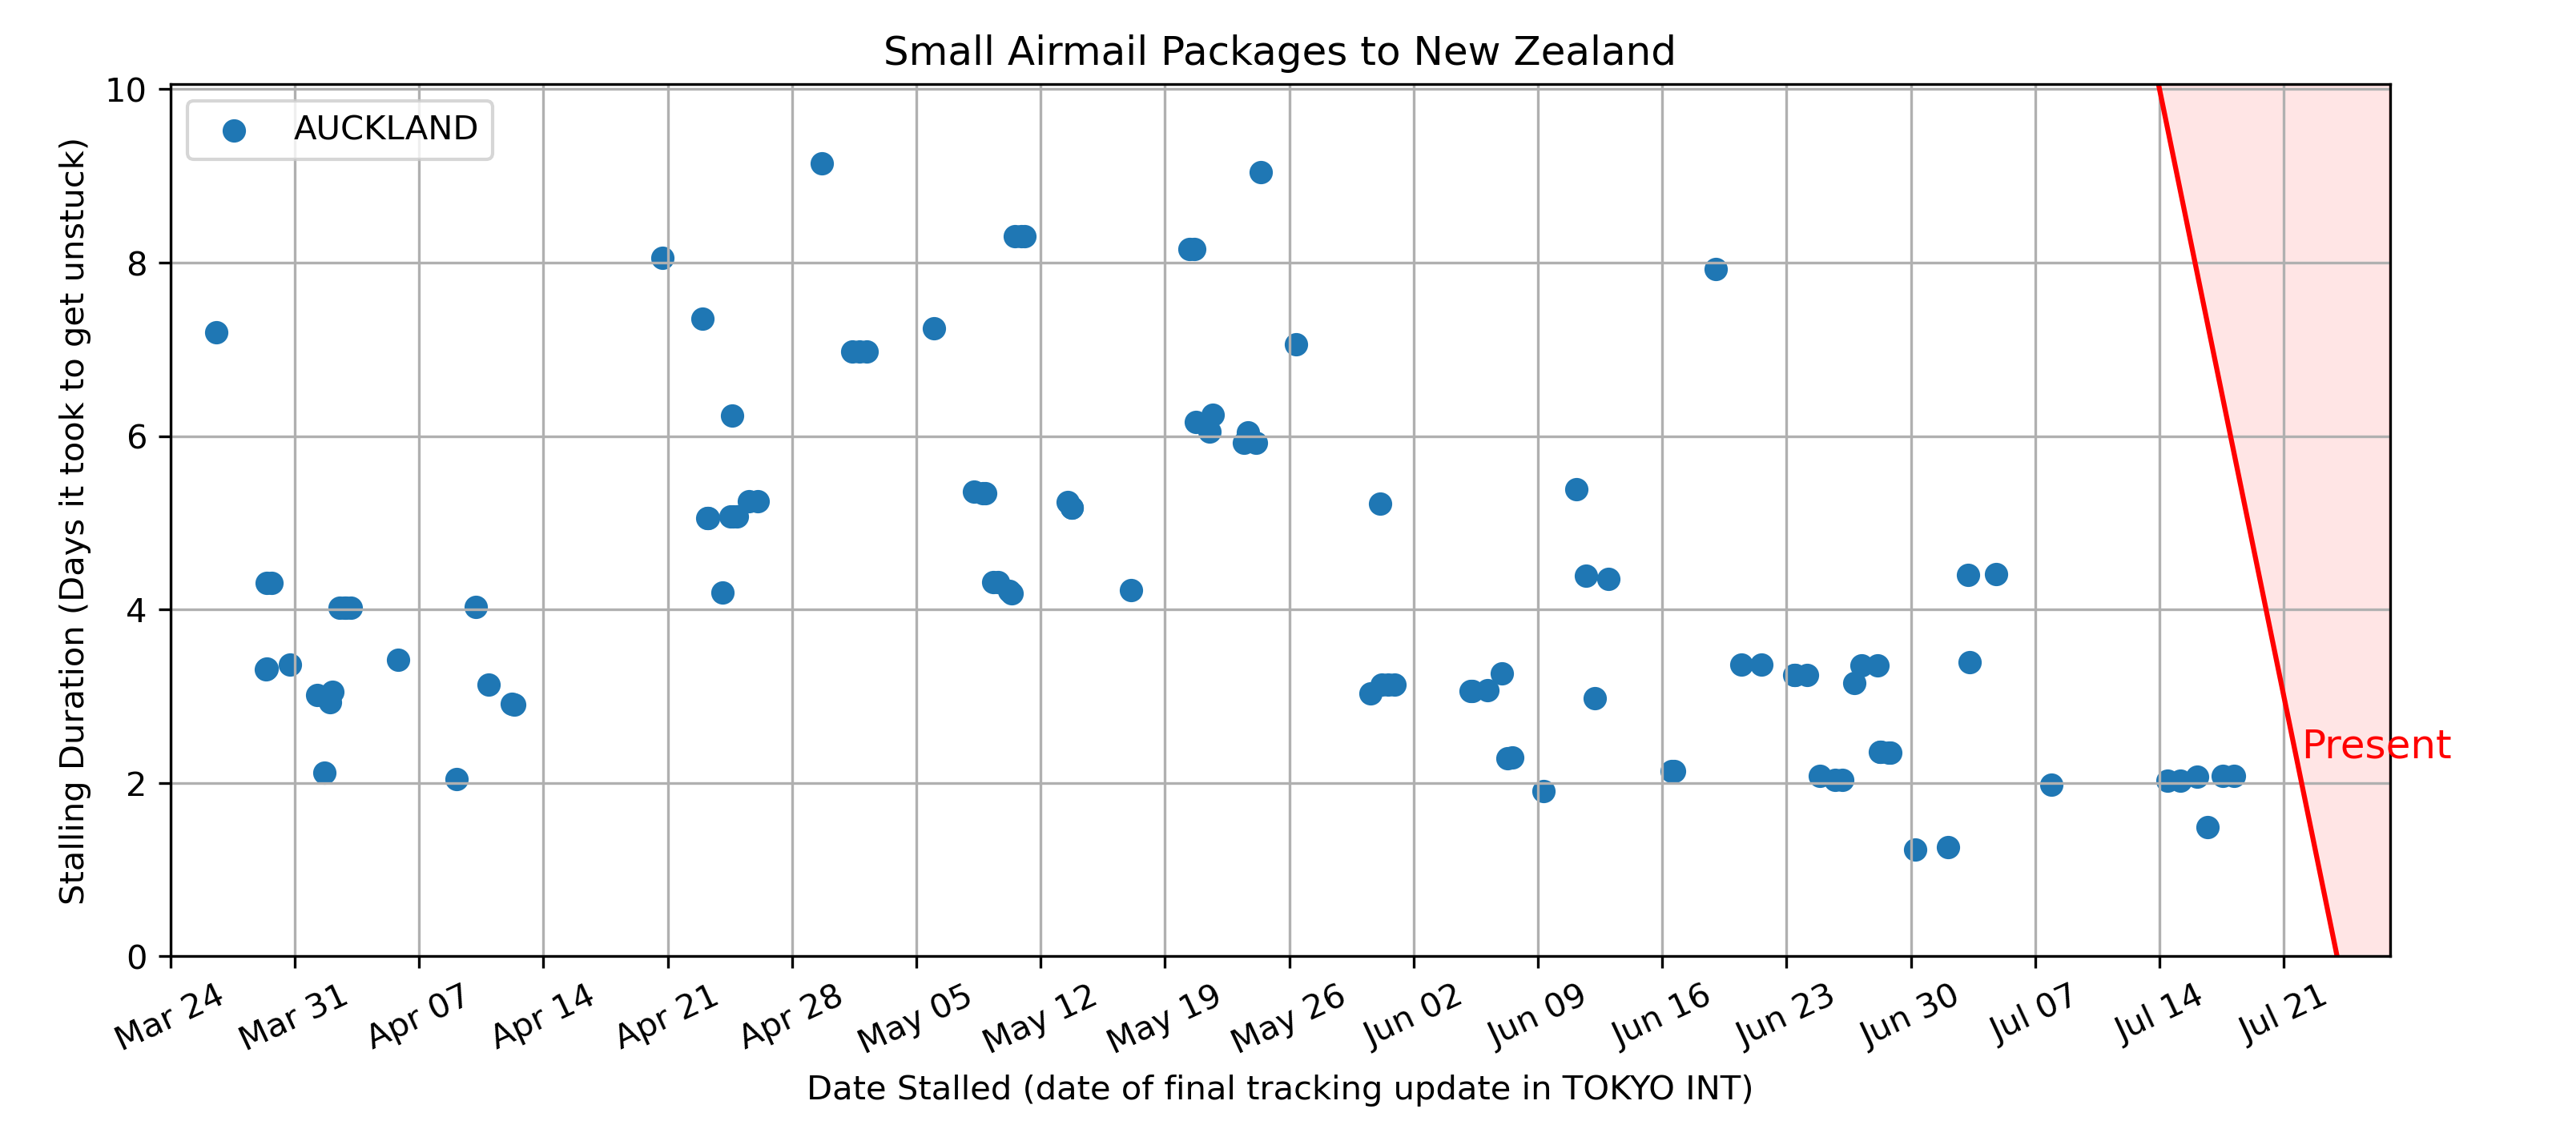 Small Airmail Packages to New Zealand
AUCKLAND
Stalling Duration (Days it took to get unstuck)
10
8
6
4
2
0
Present
Mar 24
Mar 31
Apr 07
Apr 14
Apr 21
Apr 28
May 05
May 12
May 19
May 26
Jun 02
Jun 09
Jun 16
Jun 23
Jun 30
Jul 07
Jul 14
Jul 21
Date Stalled (date of final tracking update in TOKYO INT)